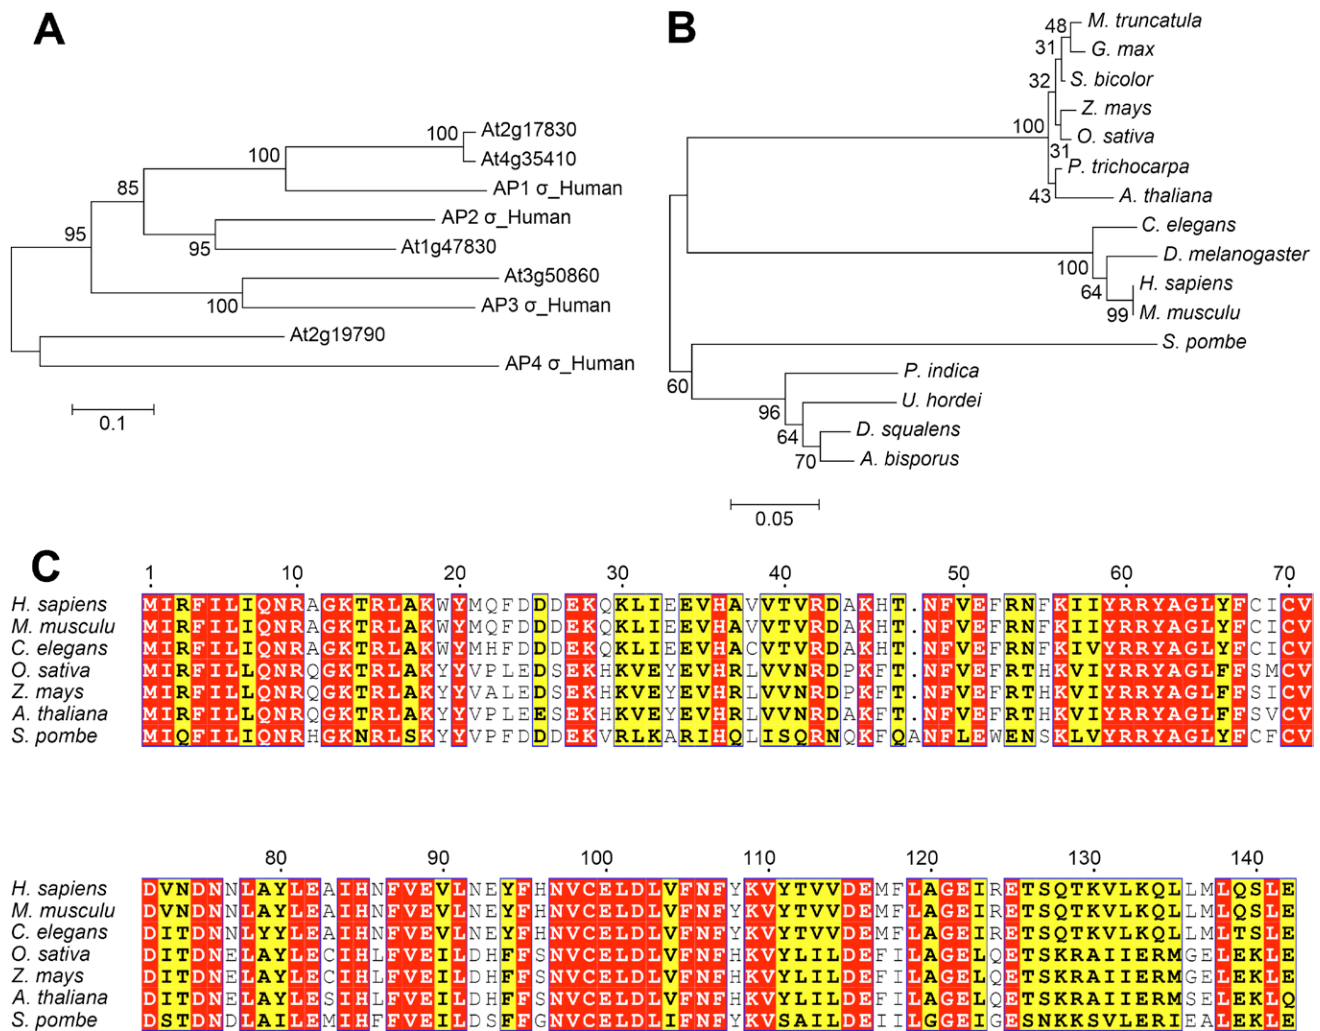 A
100
At2g17830
At4g35410
100
AP1 σ_Human
85
AP2 σ_Human
95
At1g47830
95
At3g50860
100
AP3 σ_Human
At2g19790
AP4 σ_Human
0.1
B
48
M. truncatula
31
G. max
32
S. bicolor
Z. mays
100
O. sativa
31
P. trichocarpa
43
A. thaliana
C. elegans
100
D. melanogaster
64
H. sapiens
99
M. musculu
S. pombe
60
P. indica
96
U. hordei
64
D. squalens
70
A. bisporus
0.05
C
1 10 20 30 40 50 60 70
H. sapiens MIRFILIQNRAGKTRLAKWYMQFDDDEKQKLIEEVHAVVTVRDAKHT.NFVEFRNFKIIYRRYAGLYFCICV
M. musculu MIRFILIQNRAGKTRLAKWYMQFDDDEKQKLIEEVHAVVTVRDAKHT.NFVEFRNFKIIYRRYAGLYFCICV
C. elegans MIRFILIQNRAGKTRLAKWYMHFDDDEKQKLIEEVHACVTVRDAKHT.NFVEFRNFKIVYRRYAGLYFCICV
O. sativa MIRFILLQNRQGKTRLAKYYVPLEDSEKHKVEYEVHRLVVNRDPKFT.NFVEFRTHKVIYRRYAGLFFSMCV
Z. mays MIRFILLQNRQGKTRLAKYYVALEDSEKHKVEYEVHRLVVNRDPKFT.NFVEFRTHKVIYRRYAGLFFSICV
A. thaliana MIRFILLQNRQGKTRLAKYYVPLEESEKHKVEYEVHRLVVNRDAKFT.NFVEFRTHKVIYRRYAGLFFSVCV
S. pombe MIQFILIQNRHGKNRLSKYYVPFDDDEKVRLKARIHQLISQRNQKFQANFLEWENSKLVYRRYAGLYFCFCV
80 90 100 110 120 130 140
H. sapiens DVNDNNLAYLEAIHNFVEVLNEYFHNVCELDLVFNFYKVYTVVDEMFLAGEIRETSQTKVLKQLLMLQSLE
M. musculu DVNDNNLAYLEAIHNFVEVLNEYFHNVCELDLVFNFYKVYTVVDEMFLAGEIRETSQTKVLKQLLMLQSLE
C. elegans DITDNNLYYLEAIHNFVEVLNEYFHNVCELDLVFNFYKVYTVVDEMFLAGEIRETSQTKVLKQLLMLTSLE
O. sativa DITDNELAYLECIHLFVEILDHFFSNVCELDLVFNFHKVYLILDEFILAGELQETSKRAIIERMGELEKLE
Z. mays DITDNELAYLECIHLFVEILDHFFSNVCELDLVFNFHKVYLILDEFILAGELQETSKRAIIERMGELEKLE
A. thaliana DITDNELAYLESIHLFVEILDHFFSNVCELDLVFNFHKVYLILDEFILAGELQETSKRAIIERMSELEKLQ
S. pombe DSTDNDLAILEMIHFFVEILDSFFGNVCELDLIFNFYKVSAILDEIILGGEIGESNKKSVLERIEALEKLE